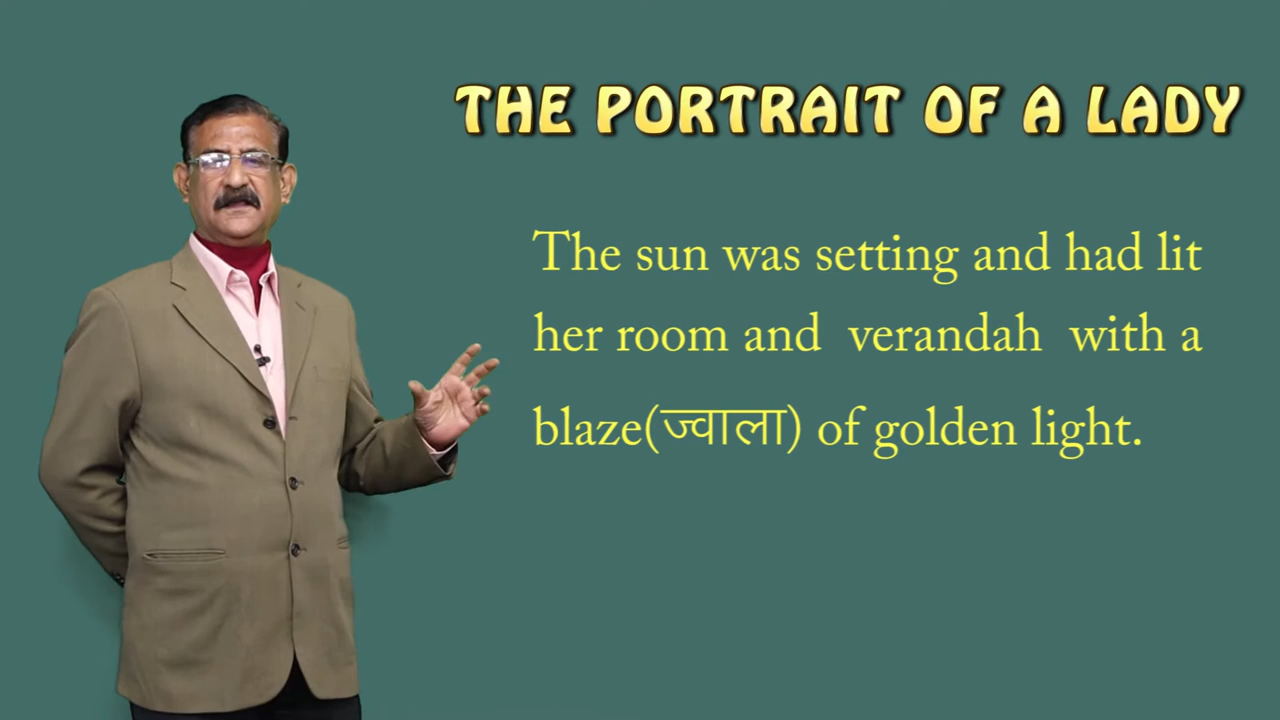 THE PORTRAIT OF A LADY
The sun was setting and had lit
her room and verandah with a
blaze(ज्वाला) of golden light.